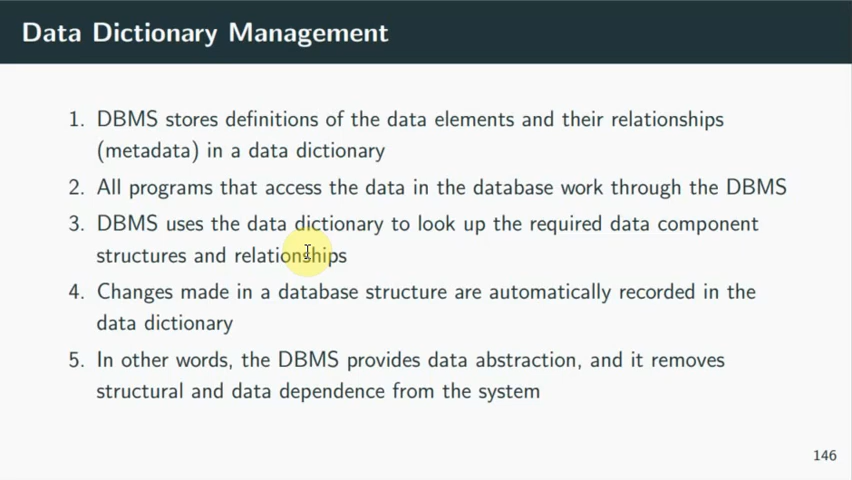 Data Dictionary Management
1. DBMS stores definitions of the data elements and their relationships
(metadata) in a data dictionary
2. All programs that access the data in the database work through the DBMS
3. DBMS uses the data dictionary to look up the required data component
structures and relationships
4. Changes made in a database structure are automatically recorded in the
data dictionary
5. In other words, the DBMS provides data abstraction, and it removes
structural and data dependence from the system
146